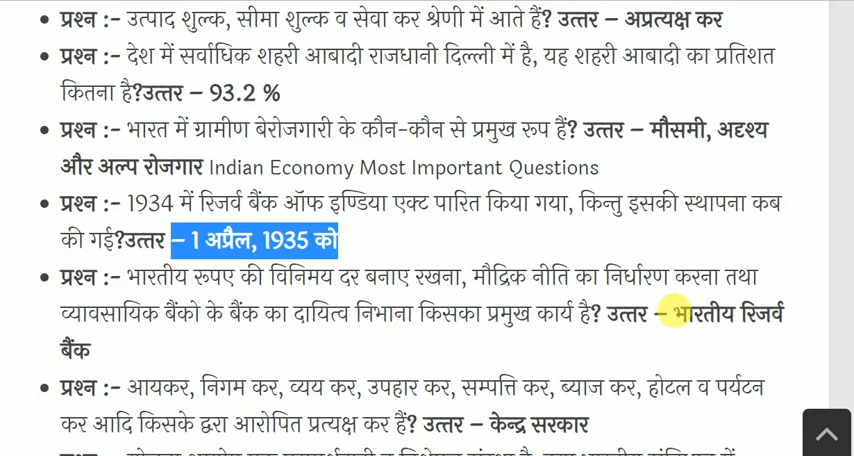 • प्रश्न :- उत्पाद शुल्क, सीमा शुल्क व सेवा कर श्रेणी में आते हैं? उत्तर – अप्रत्यक्ष कर
• प्रश्न :- देश में सर्वाधिक शहरी आबादी राजधानी दिल्ली में है, यह शहरी आबादी का प्रतिशत
कितना है?उत्तर – 93.2 %
• प्रश्न :- भारत में ग्रामीण बेरोजगारी के कौन-कौन से प्रमुख रूप हैं? उत्तर – मौसमी, अदृश्य
और अल्प रोजगार Indian Economy Most Important Questions
• प्रश्न :- 1934 में रिजर्व बैंक ऑफ इण्डिया एक्ट पारित किया गया, किन्तु इसकी स्थापना कब
की गई?उत्तर – 1 अप्रैल, 1935 को
• प्रश्न :- भारतीय रूपए की विनिमय दर बनाए रखना, मौद्रिक नीति का निर्धारण करना तथा
व्यावसायिक बैंको के बैंक का दायित्व निभाना किसका प्रमुख कार्य है? उत्तर – भारतीय रिजर्व
बैंक
• प्रश्न :- आयकर, निगम कर, व्यय कर, उपहार कर, सम्पत्ति कर, ब्याज कर, होटल व पर्यटन
कर आदि किसके द्वरा आरोपित प्रत्यक्ष कर हैं? उत्तर – केन्द्र सरकार